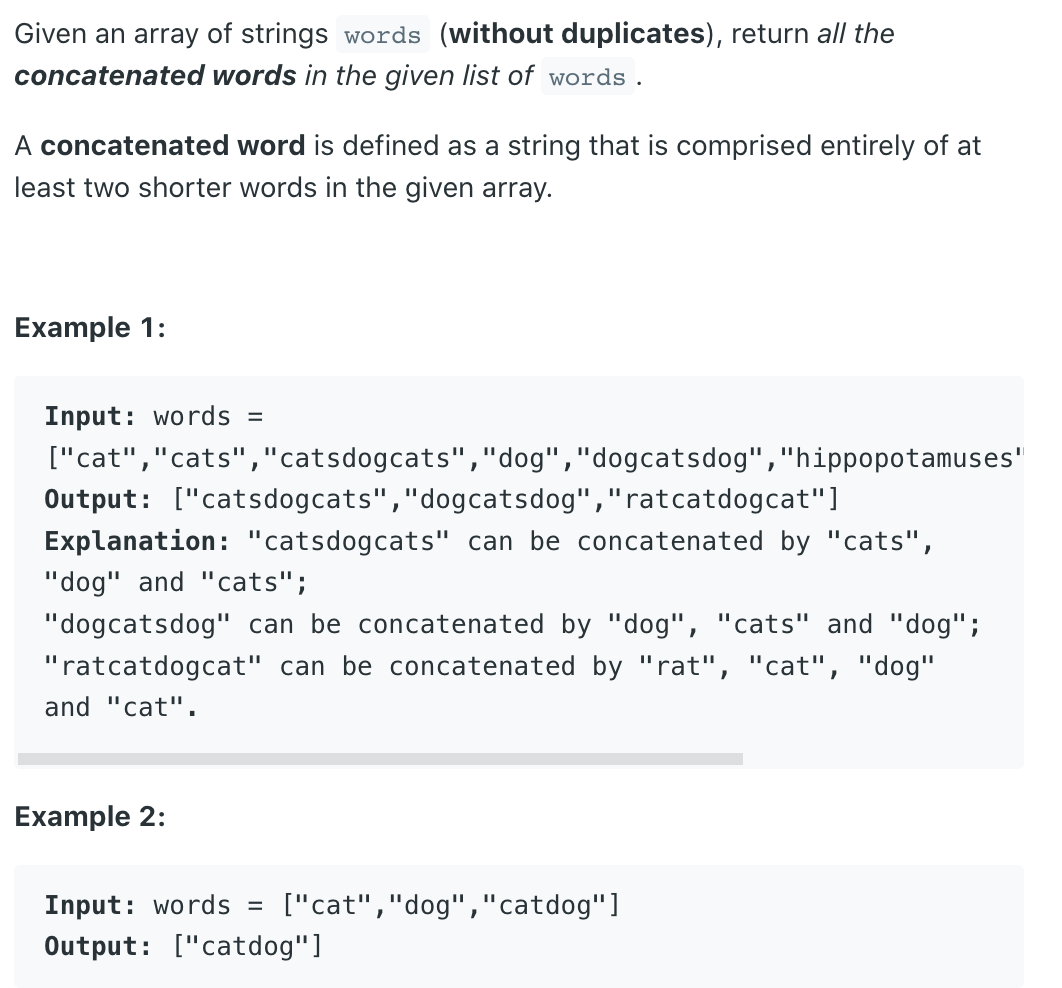 Given an array of strings words (without duplicates), return all the
concatenated words in the given list of words.
A concatenated word is defined as a string that is comprised entirely of at
least two shorter words in the given array.
Example 1:
Input: words =
["cat","cats","catsdogcats","dog","dogcatsdog","hippopotamuses"
Output: ["catsdogcats","dogcatsdog","ratcatdogcat"]
Explanation: "catsdogcats" can be concatenated by "cats",
"dog" and "cats";
"dogcatsdog" can be concatenated by "dog", "cats" and "dog";
"ratcatdogcat" can be concatenated by "rat", "cat", "dog"
and "cat".
Example 2:
Input: words = ["cat","dog","catdog"]
Output: ["catdog"]